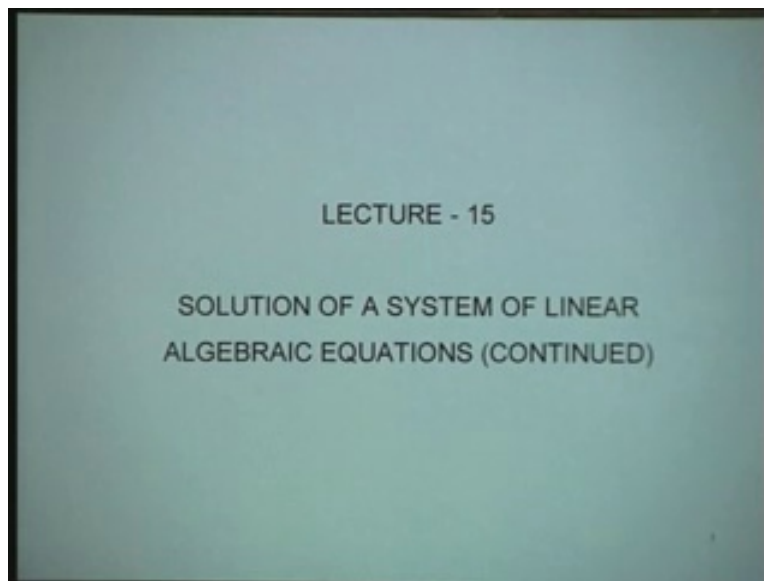 LECTURE - 15
SOLUTION OF A SYSTEM OF LINEAR
ALGEBRAIC EQUATIONS (CONTINUED)